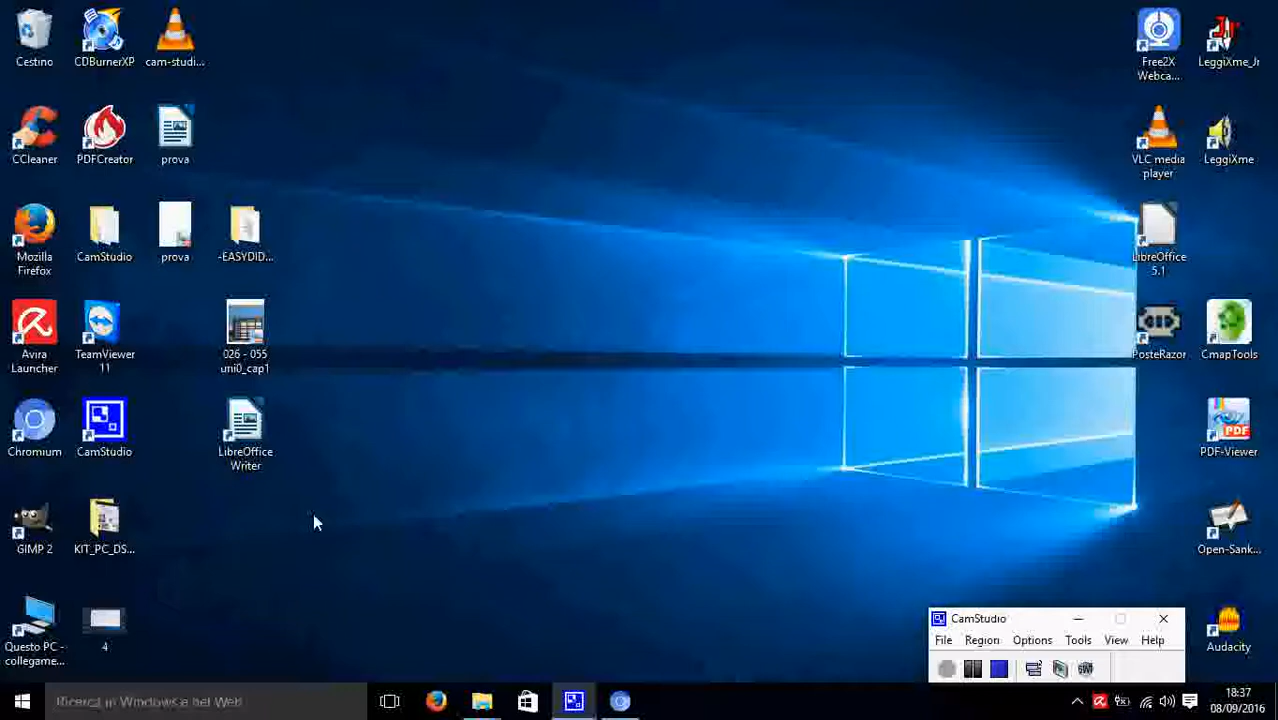 Cestino
CDBurnerXP
cam-studi...
CCleaner
PDFCreator
prova
Mozilla
Firefox
CamStudio
prova
-EASYDID...
Avira
Launcher
TeamViewer
11
026 - 055
uni0_cap1
Chromium
CamStudio
LibreOffice
Writer
GIMP 2
KIT_PC_DS...
Questo PC -
collegame...
4
Free2X
Webca...
LeggiXme_Jr
VLC media
player
LeggiXme
LibreOffice
5.1
PosteRazor
CmapTools
PDF
PDF-Viewer
Open-Sank...
Audacity
CamStudio
File Region Options Tools View Help
Ricerca in Windows e nel Web
18:37
08/09/2016